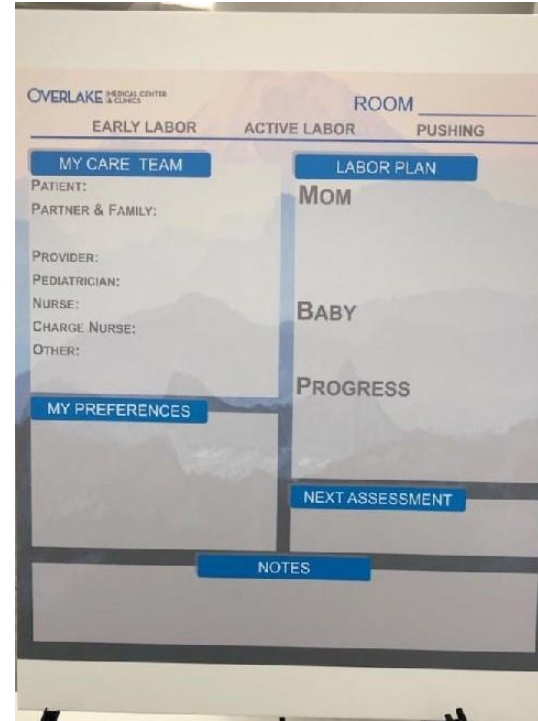 OVERLAKE MEDICAL CENTER & CLINICS
ROOM
EARLY LABOR ACTIVE LABOR PUSHING
MY CARE TEAM
PATIENT:
PARTNER & FAMILY:
PROVIDER:
PEDIATRICIAN:
NURSE:
CHARGE NURSE:
OTHER:
MY PREFERENCES
LABOR PLAN
MOM
BABY
PROGRESS
NEXT ASSESSMENT
NOTES